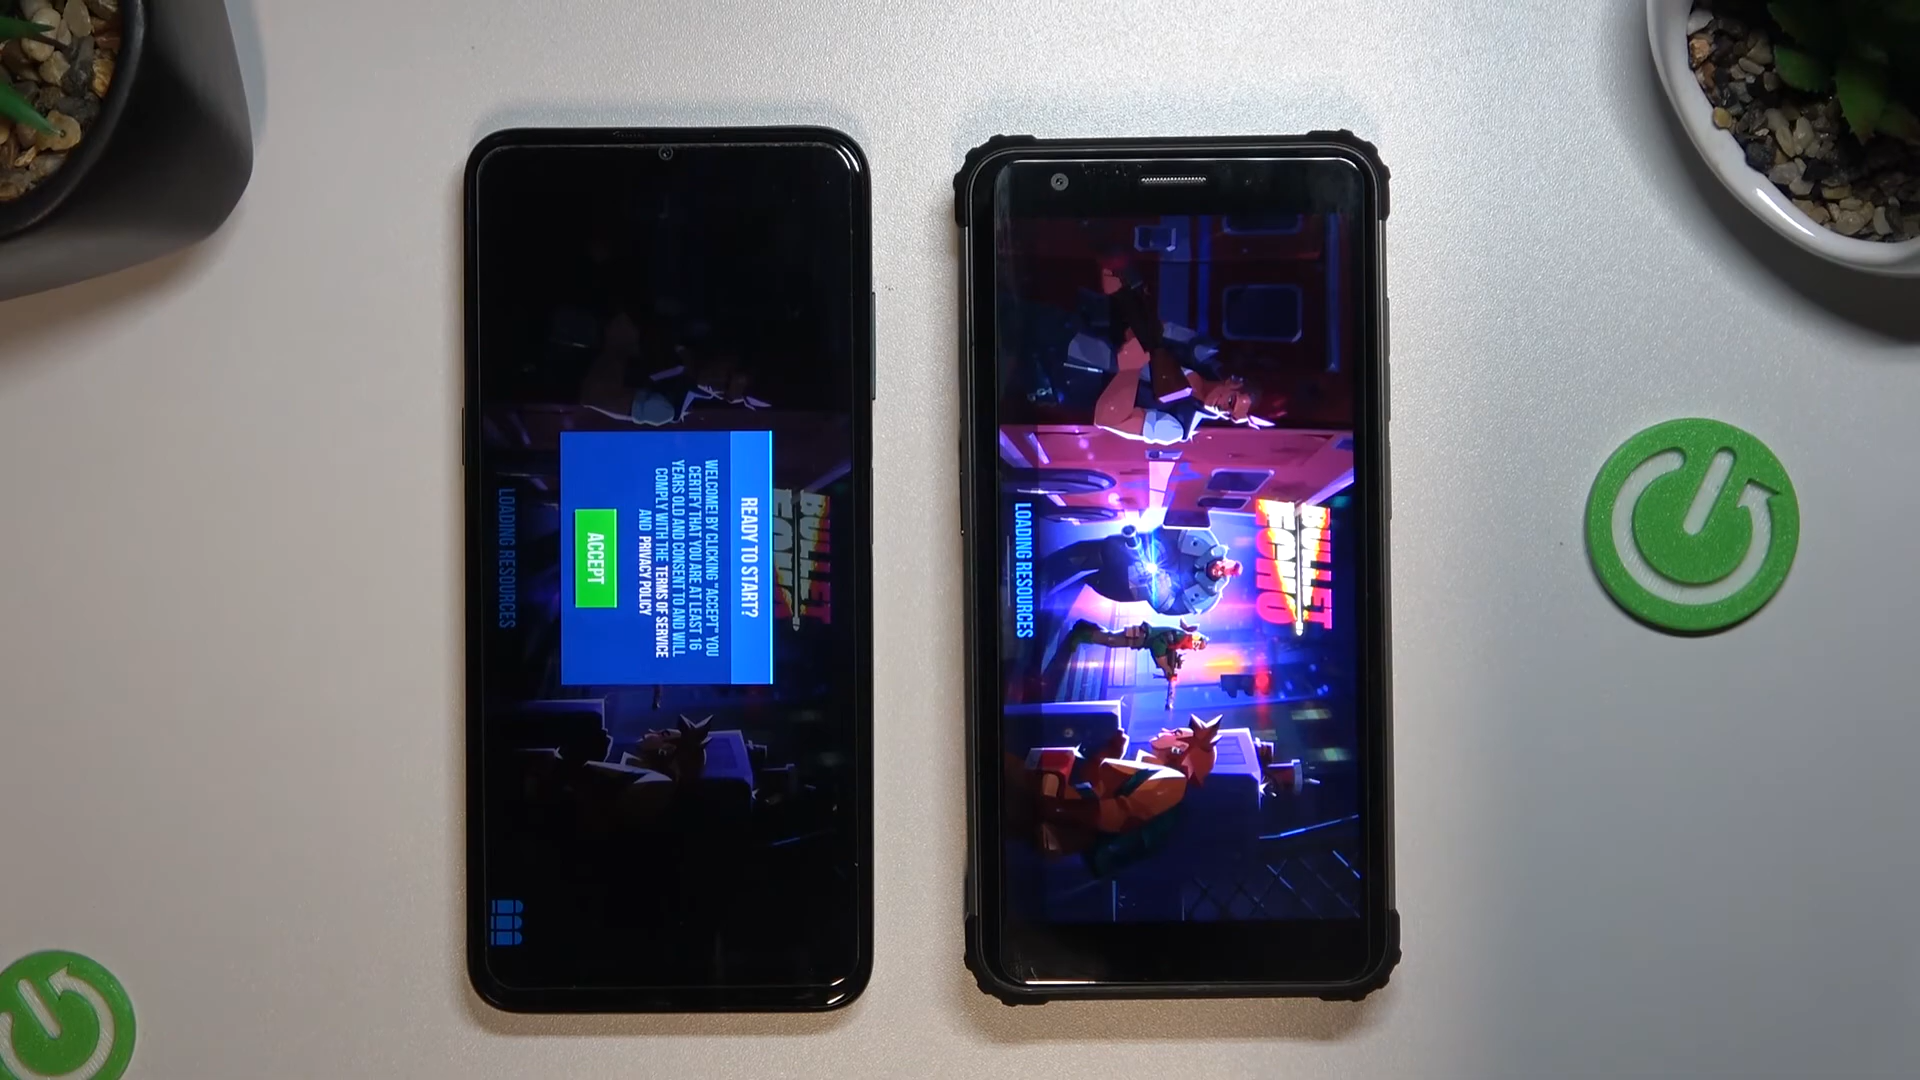 BULLET
READY TO START?
WELCOME! BY CLICKING "ACCEPT" YOU
CERTIFY THAT YOU ARE AT LEAST 16
YEARS OLD AND CONSENT TO AND WILL
COMPLY WITH THE TERMS OF SERVICE
AND PRIVACY POLICY
ACCEPT
LOADING RESOURCES
BULLET
ECHO
LOADING RESOURCES